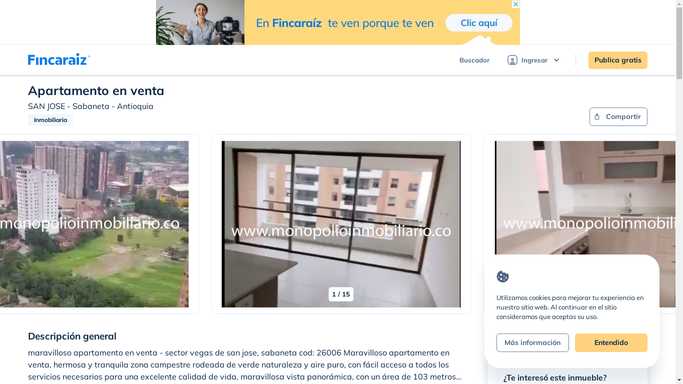 En Fincaraíz te ven porque te ven
Clic aquí
Fincaraíz
Buscador
Ingresar
Publica gratis
Apartamento en venta
SAN JOSE - Sabaneta - Antioquia
Inmobiliaria
Compartir
www.monopolioinmobiliario.co
www.monopolioinmobiliario.co
www.monopolioinmobiliario.co
1 / 15
Descripción general
maravilloso apartamento en venta - sector vegas de san jose, sabaneta cod: 26006 Maravilloso apartamento en
venta, hermosa y tranquila zona campestre rodeada de verde naturaleza y aire puro, con fácil acceso a todos los
servicios necesarios para una excelente calidad de vida, maravillosa vista panorámica, con un área de 103 metros...
Utilizamos cookies para mejorar tu experiencia en
nuestro sitio web. Al continuar en el sitio
consideramos que aceptas su uso.
Más información
Entendido
¿Te interesó este inmueble?